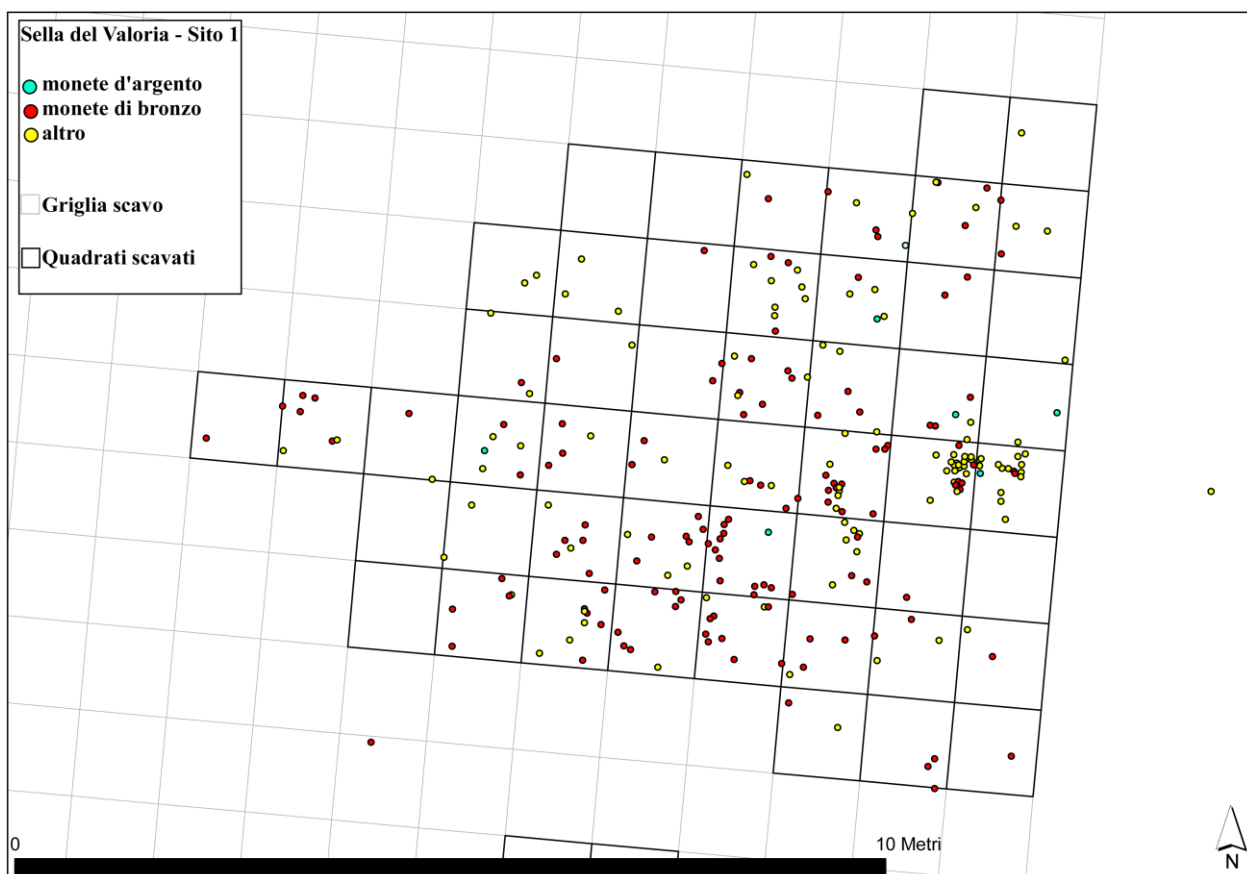 Sella del Valoria - Sito 1
monete d'argento
monete di bronzo
altro
Griglia scavo
Quadrati scavati
0
10 Metri
N